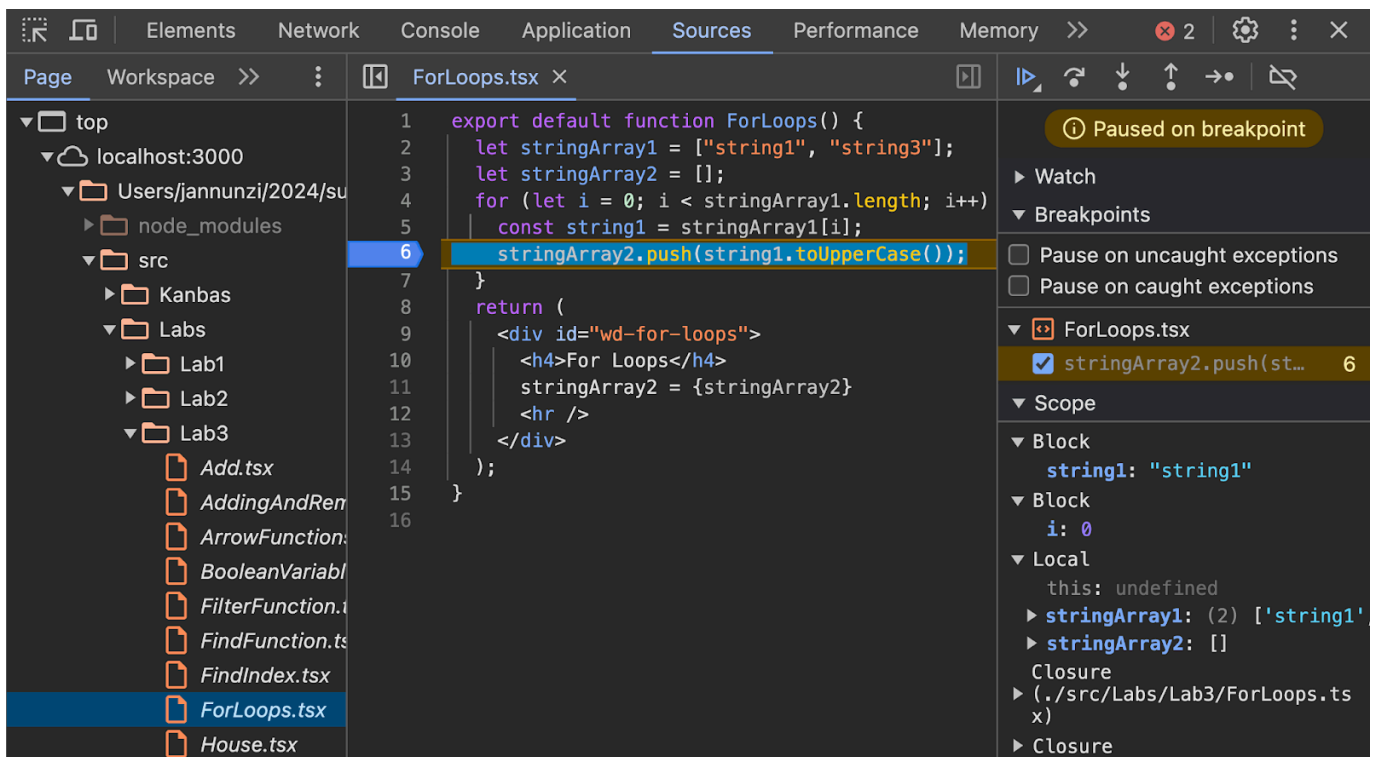 Elements Network Console Application Sources Performance Memory 2
Page Workspace ForLoops.tsx
top
localhost:3000
Users/jannunzi/2024/su
node_modules
src
Kanbas
Labs
Lab1
Lab2
Lab3
Add.tsx
AddingAndRem
ArrowFunction
BooleanVariabl
FilterFunction.t
FindFunction.ts
FindIndex.tsx
ForLoops.tsx
House.tsx
1 export default function ForLoops() {
2 let stringArray1 = ["string1", "string3"];
3 let stringArray2 = [];
4 for (let i = 0; i < stringArray1.length; i++)
5 const string1 = stringArray1[i];
6 stringArray2.push(string1.toUpperCase());
7 }
8 return (
9 <div id="wd-for-loops">
10 <h4>For Loops</h4>
11 stringArray2 = {stringArray2}
12 <hr />
13 </div>
14 );
15 }
16
Paused on breakpoint
Watch
Breakpoints
Pause on uncaught exceptions
Pause on caught exceptions
ForLoops.tsx
stringArray2.push(st… 6
Scope
Block
string1: "string1"
Block
i: 0
Local
this: undefined
stringArray1: (2) ['string1',
stringArray2: []
Closure
(./src/Labs/Lab3/ForLoops.ts
x)
Closure